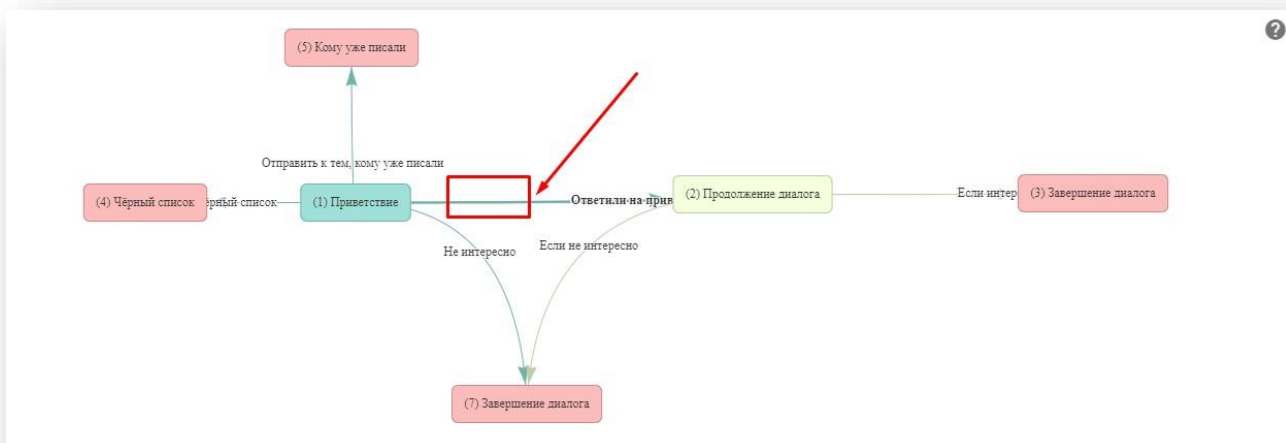 (5) Кому уже писали
Отправить к тем, кому уже писали
(4) Чёрный список
рный список
(1) Приветствие
Ответили на прив
(2) Продолжение диалога
Если интер
(3) Завершение диалога
Не интересно
Если не интересно
(7) Завершение диалога